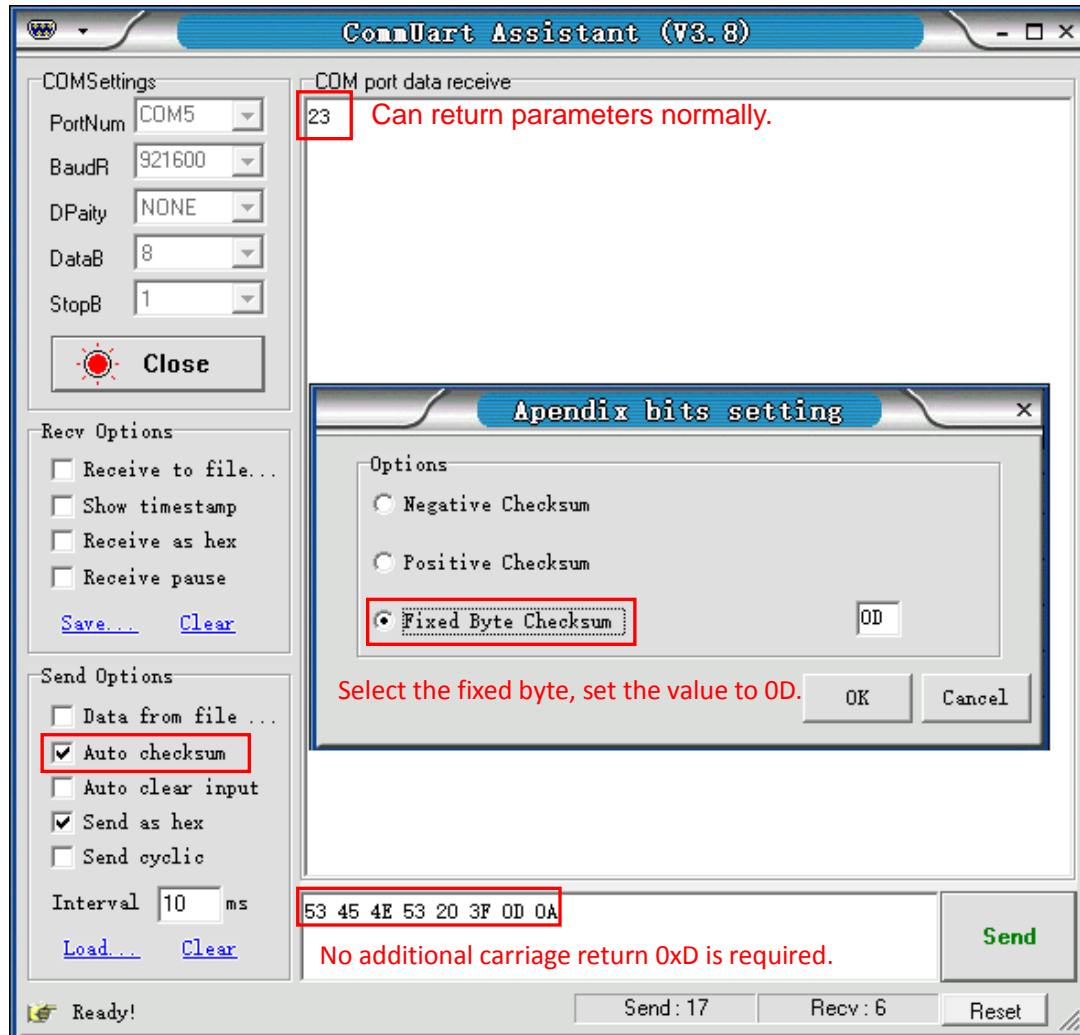 CommUart Assistant (V3.8)
COMSettings
PortNum COM5
BaudR 921600
DPaity NONE
DataB 8
StopB 1
Close
Recv Options
Receive to file...
Show timestamp
Receive as hex
Receive pause
Save... Clear
Send Options
Data from file ...
Auto checksum
Auto clear input
Send as hex
Send cyclic
Interval 10 ms
Load... Clear
COM port data receive
23 Can return parameters normally.
Apendix bits setting
Options
Negative Checksum
Positive Checksum
Fixed Byte Checksum 0D
Select the fixed byte, set the value to 0D.
OK Cancel
53 45 4E 53 20 3F 0D 0A
No additional carriage return 0xD is required.
Send
Ready! Send : 17 Recv : 6 Reset